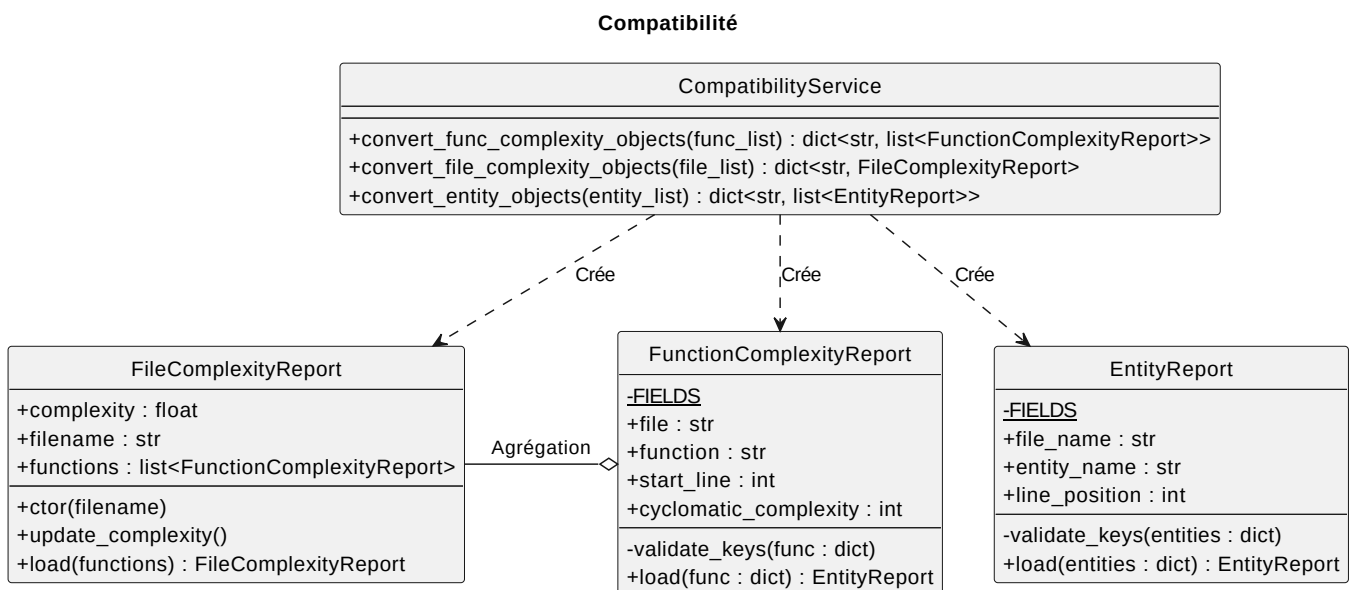 Compatibilité
CompatibilityService
+convert_func_complexity_objects(func_list) : dict<str, list<FunctionComplexityReport>>
+convert_file_complexity_objects(file_list) : dict<str, FileComplexityReport>
+convert_entity_objects(entity_list) : dict<str, list<EntityReport>>
Crée
Crée
Crée
FileComplexityReport
+complexity : float
+filename : str
+functions : list<FunctionComplexityReport>
+ctor(filename)
+update_complexity()
+load(functions) : FileComplexityReport
Agrégation
FunctionComplexityReport
-FIELDS
+file : str
+function : str
+start_line : int
+cyclomatic_complexity : int
-validate_keys(func : dict)
+load(func : dict) : EntityReport
EntityReport
-FIELDS
+file_name : str
+entity_name : str
+line_position : int
-validate_keys(entities : dict)
+load(entities : dict) : EntityReport